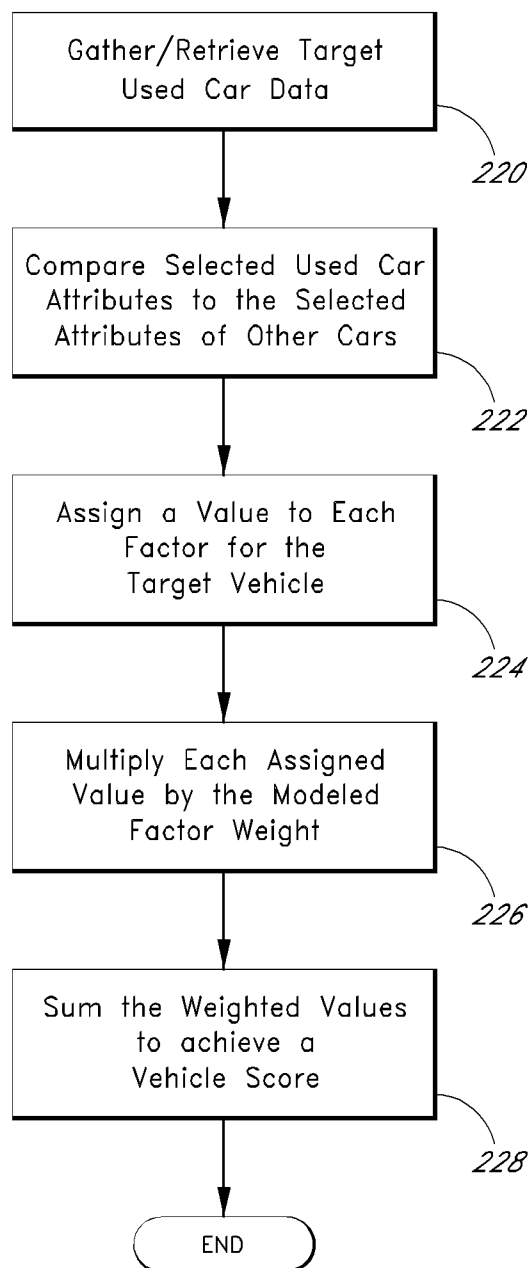 Gather/Retrieve Target
Used Car Data
220
Compare Selected Used Car
Attributes to the Selected
Attributes of Other Cars
222
Assign a Value to Each
Factor for the
Target Vehicle
224
Multiply Each Assigned
Value by the Modeled
Factor Weight
226
Sum the Weighted Values
to achieve a
Vehicle Score
228
END